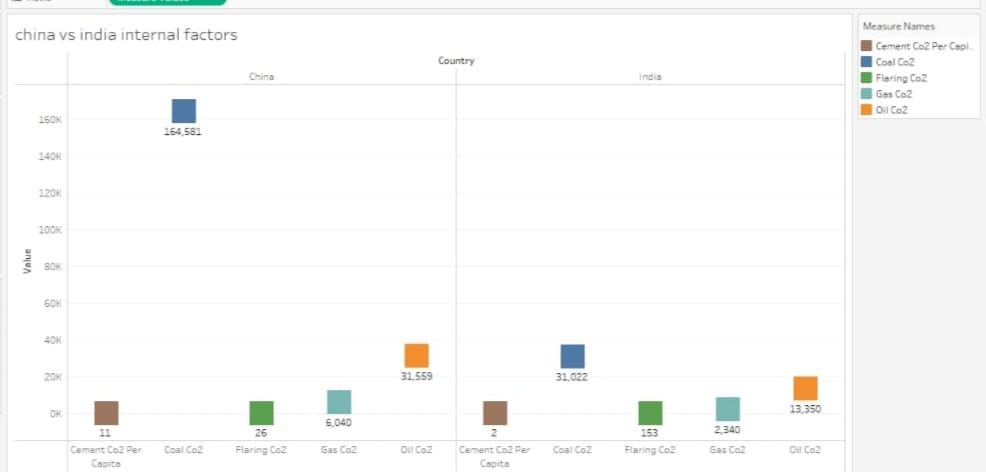 china vs india internal factors
Country
China
India
Value
160K
140K
120K
100K
80K
60K
40K
20K
0K
164,581
31,559
6,040
26
11
31,022
13,350
2,340
153
2
Cement Co2 Per
Capita
Coal Co2
Flaring Co2
Gas Co2
Oil Co2
Cement Co2 Per
Capita
Coal Co2
Flaring Co2
Gas Co2
Oil Co2
Measure Names
Cement Co2 Per Capi..
Coal Co2
Flaring Co2
Gas Co2
Oil Co2